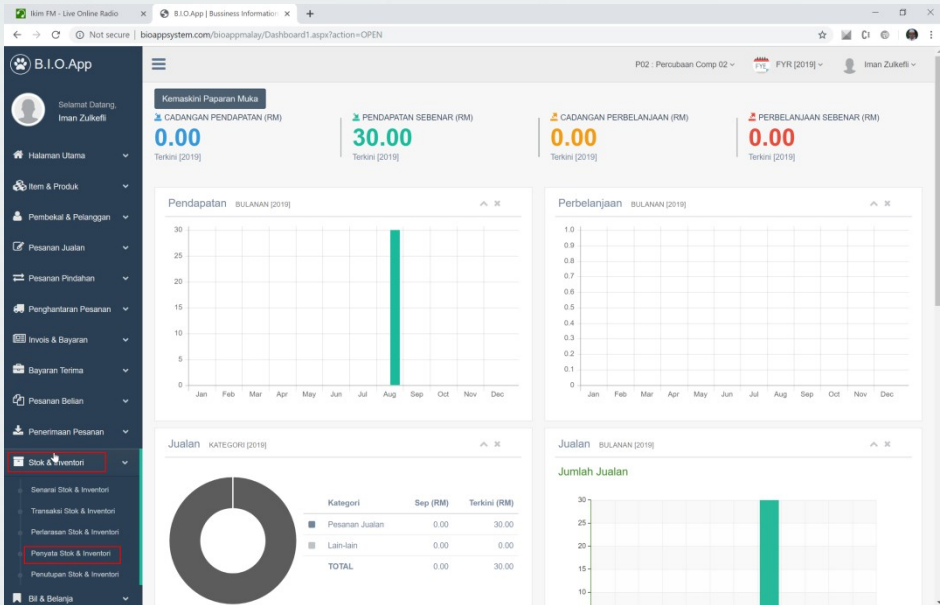 Ikim FM - Live Online Radio
B.I.O.App | Bussiness Information
Not secure | bioappsystem.com/bioappmalay/Dashboard1.aspx?action=OPEN
B.I.O.App
P02 : Percubaan Comp 02
FYE
FYR [2019]
Iman Zulkefli
Selamat Datang,
Iman Zulkefli
Halaman Utama
Item & Produk
Pembekal & Pelanggan
Pesanan Jualan
Pesanan Pindahan
Penghantaran Pesanan
Invois & Bayaran
Bayaran Terima
Pesanan Belian
Penerimaan Pesanan
Stok & Inventori
Senarai Stok & Inventori
Transaksi Stok & Inventori
Perlarasan Stok & Inventori
Penyata Stok & Inventori
Penutupan Stok & Inventori
Bil & Belanja
Kemaskini Paparan Muka
CADANGAN PENDAPATAN (RM)
0.00
Terkini [2019]
PENDAPATAN SEBENAR (RM)
30.00
Terkini [2019]
CADANGAN PERBELANJAAN (RM)
0.00
Terkini [2019]
PERBELANJAAN SEBENAR (RM)
0.00
Terkini [2019]
Pendapatan BULANAN [2019]
30
25
20
15
10
5
0
Jan Feb Mar Apr May Jun Jul Aug Sep Oct Nov Dec
Perbelanjaan BULANAN [2019]
1.0
0.9
0.8
0.7
0.6
0.5
0.4
0.3
0.2
0.1
0
Jan Feb Mar Apr May Jun Jul Aug Sep Oct Nov Dec
Jualan KATEGORI [2019]
Kategori Sep (RM) Terkini (RM)
Pesanan Jualan 0.00 30.00
Lain-lain 0.00 0.00
TOTAL 0.00 30.00
Jualan BULANAN [2019]
Jumlah Jualan
30
25
20
15
10